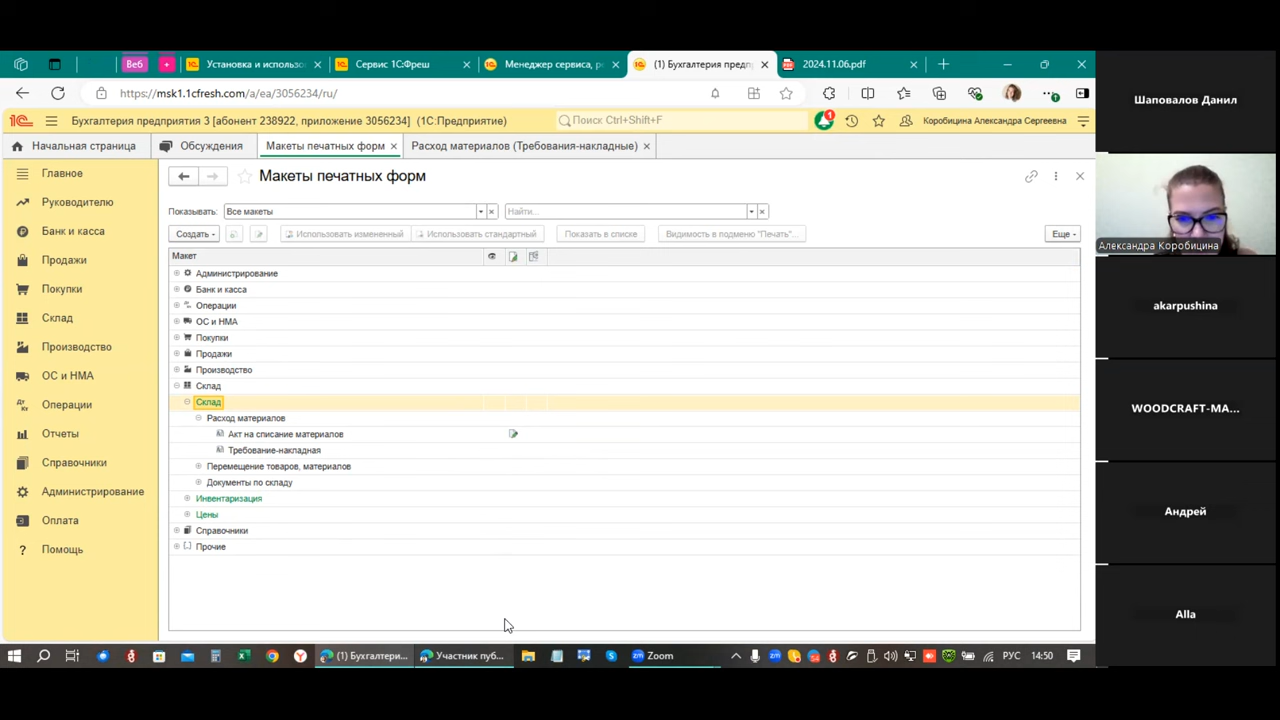 Веб
+
Установка и использо
Сервис 1С:Фреш
Менеджер сервиса, р
(1) Бухгалтерия предп
2024.11.06.pdf
https://msk1.1cfresh.com/a/ea/3056234/ru/
Бухгалтерия предприятия 3 [абонент 238922, приложение 3056234] (1С:Предприятие)
Поиск Ctrl+Shift+F
1
Коробицина Александра Сергеевна
Начальная страница
Обсуждения
Макеты печатных форм
Расход материалов (Требования-накладные)
Главное
Руководителю
Банк и касса
Продажи
Покупки
Склад
Производство
ОС и НМА
Операции
Отчеты
Справочники
Администрирование
Оплата
Помощь
Макеты печатных форм
Показывать:
Все макеты
Найти...
Создать
Использовать измененный
Использовать стандартный
Показать в списке
Видимость в подменю "Печать"...
Еще
Макет
Администрирование
Банк и касса
Операции
ОС и НМА
Покупки
Продажи
Производство
Склад
Склад
Расход материалов
Акт на списание материалов
Требование-накладная
Перемещение товаров, материалов
Документы по складу
Инвентаризация
Цены
Справочники
Прочие
Шаповалов Данил
Александра Коробицина
akarpushina
WOODCRAFT-MA...
Андрей
Alla
(1) Бухгалтери...
Участник пуб...
Zoom
РУС
14:50